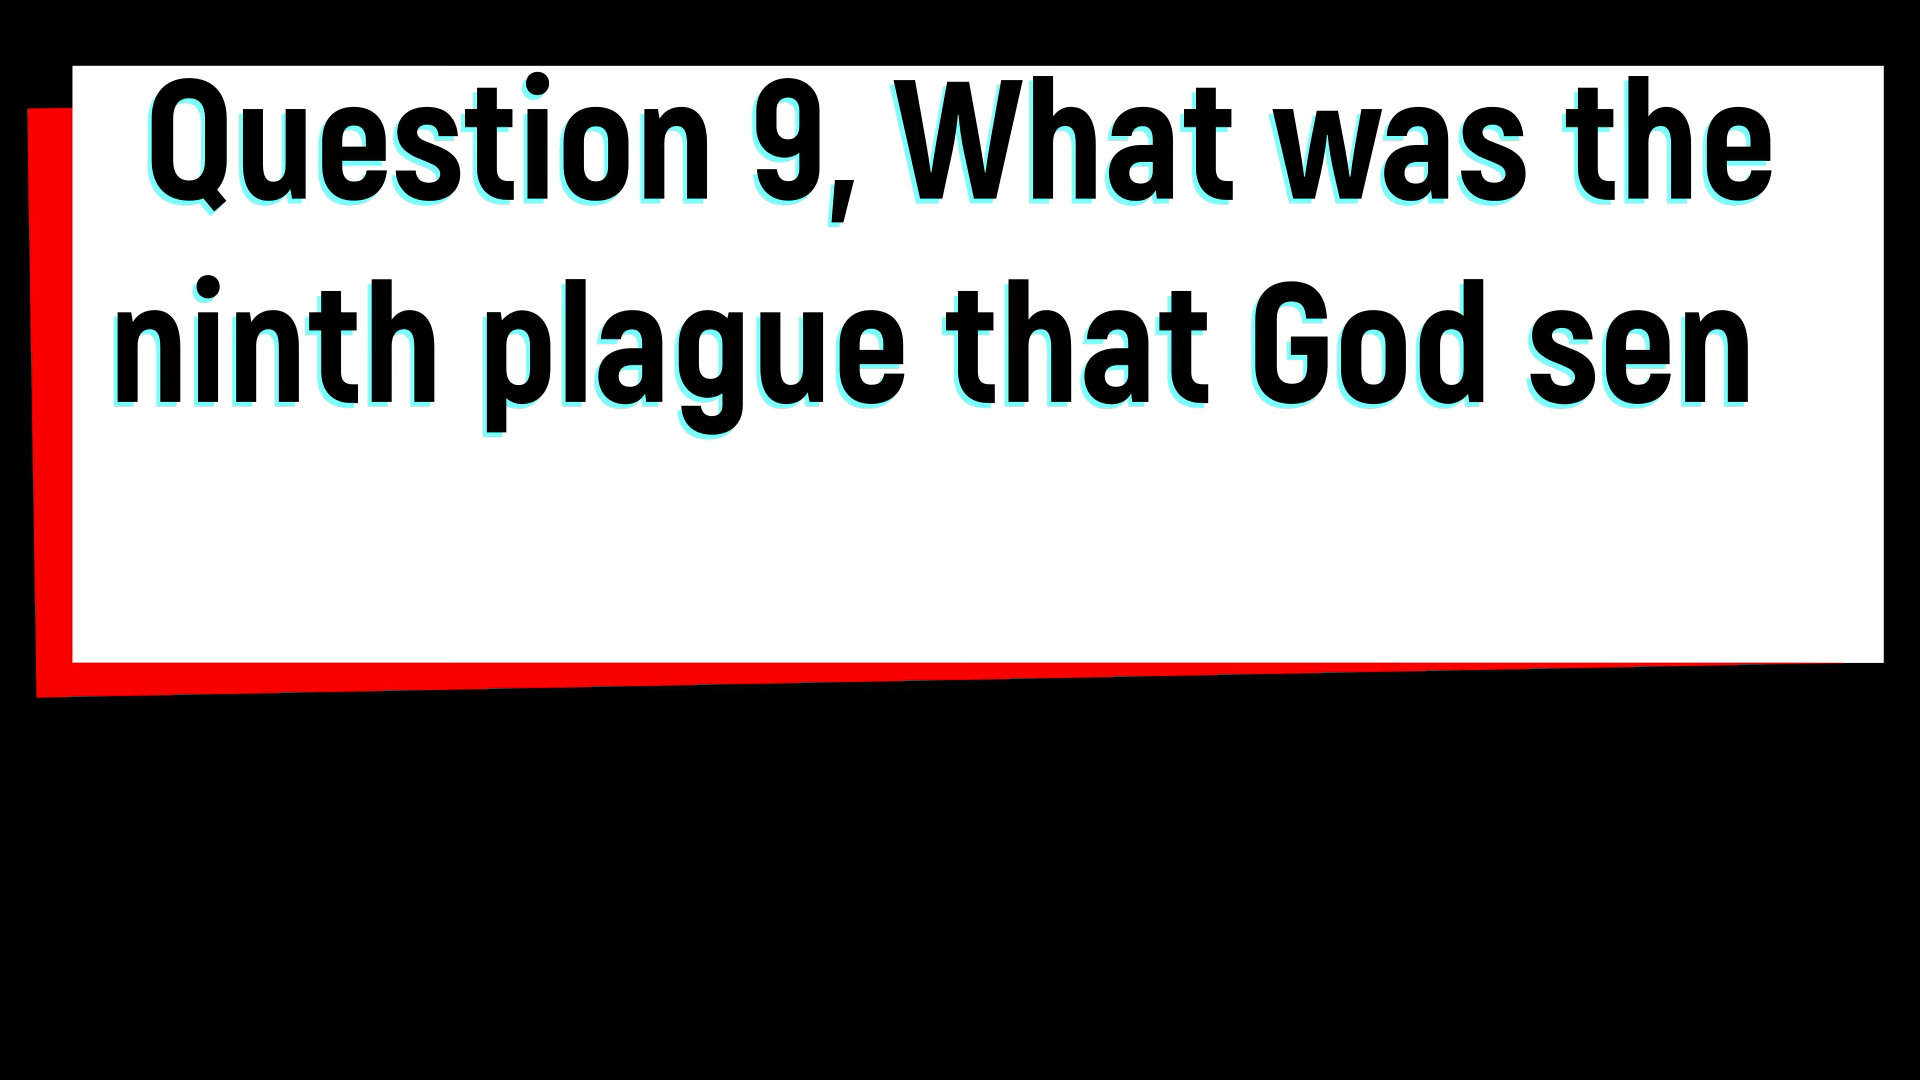 Question 9, What was the
ninth plague that God sen